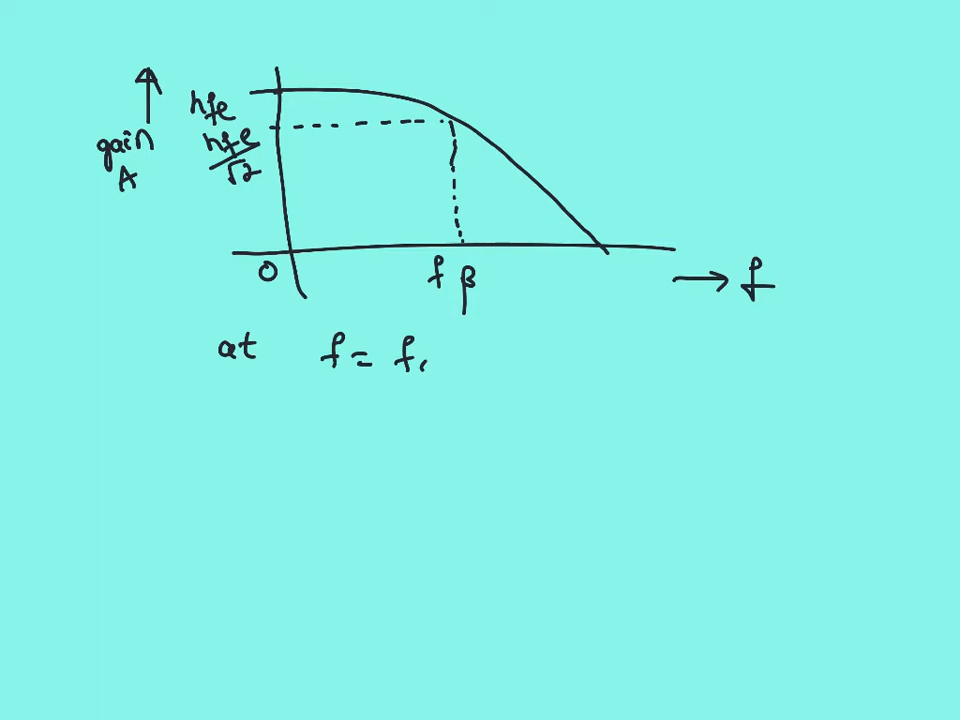 hfe
gain
A
hfe/√2
0
fβ
f
at f = f